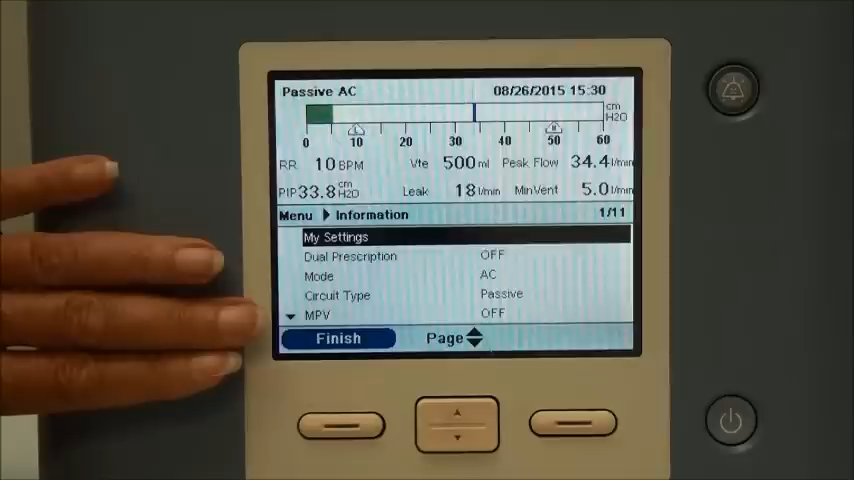 Passive AC 08/26/2015 15:30
cm H2O
0 10 20 30 40 50 60
RR 10 BPM Vte 500 ml Peak Flow 34.4 l/min
PIP 33.8 cm H2O Leak 18 l/min MinVent 5.0 l/min
Menu Information 1/11
My Settings
Dual Prescription OFF
Mode AC
Circuit Type Passive
MPV OFF
Finish Page